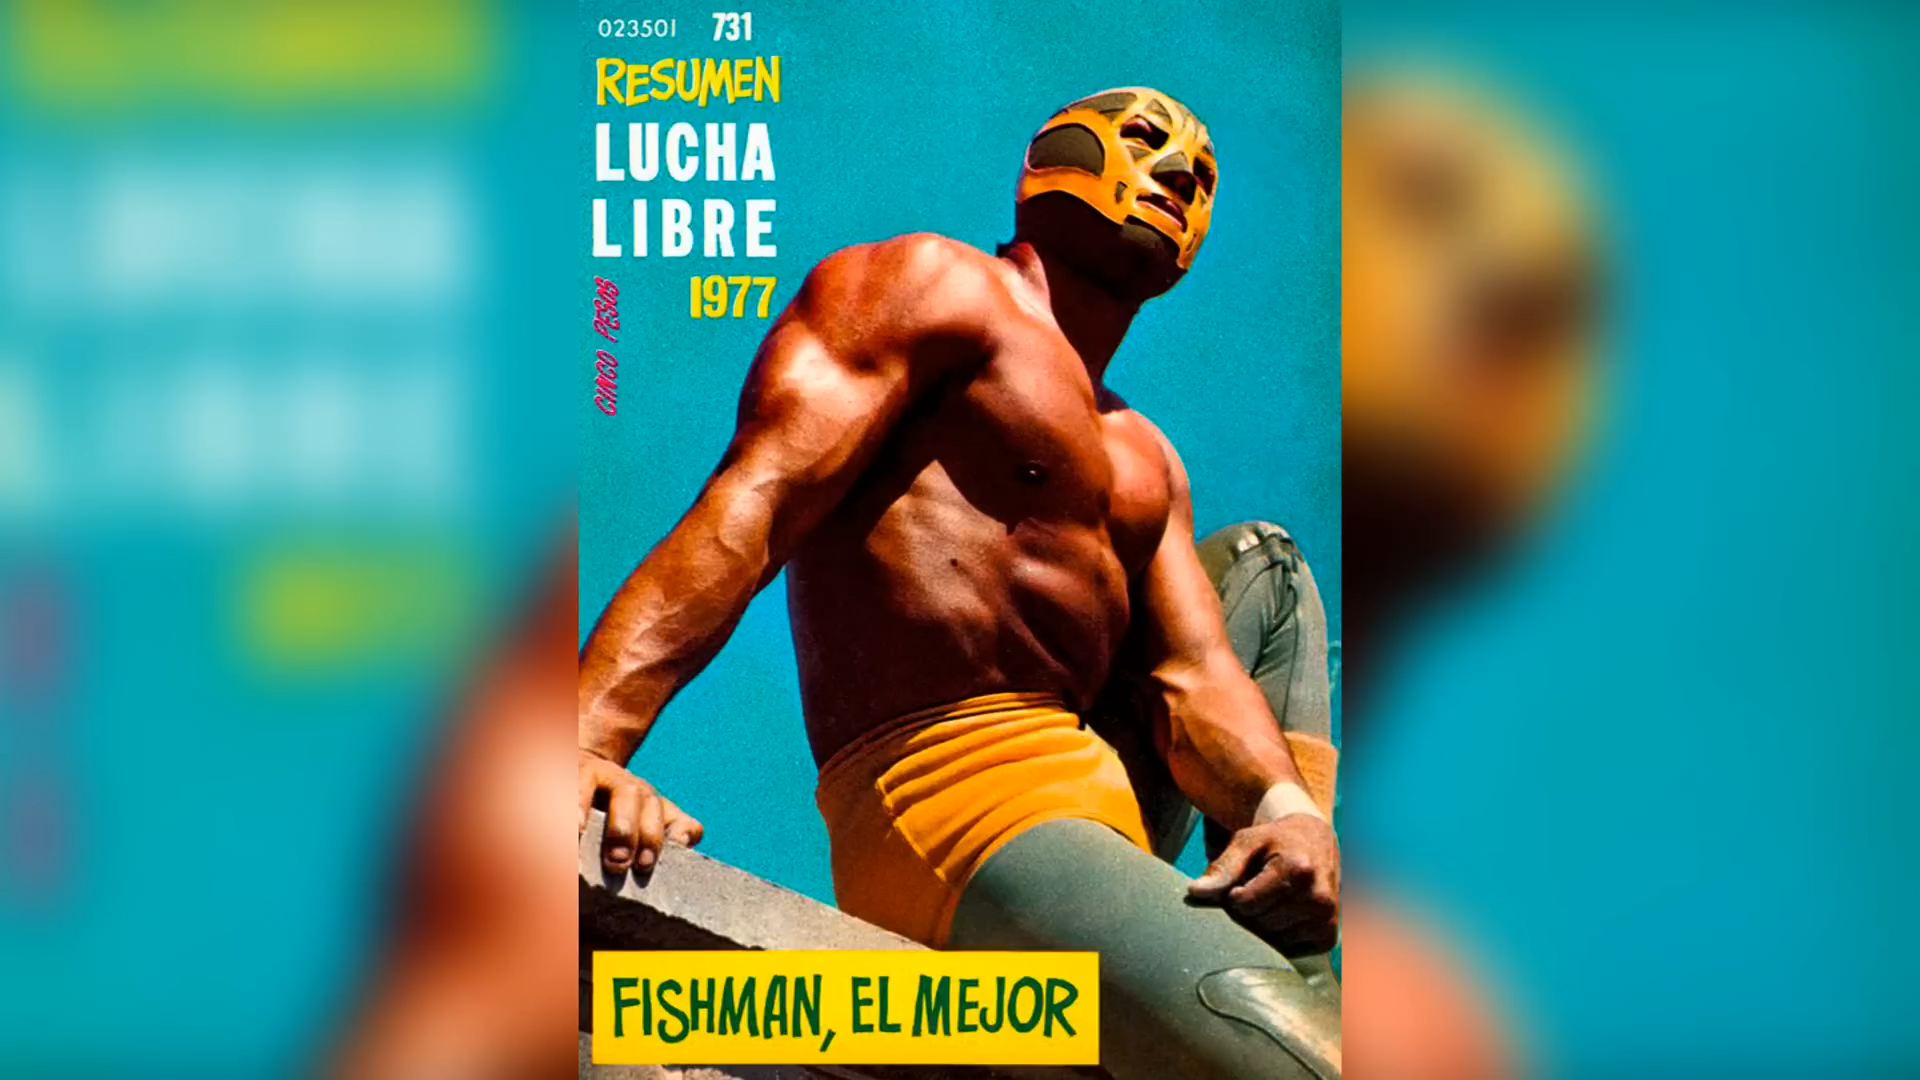 023501 731
RESUMEN
LUCHA
LIBRE
1977
CINCO PESOS
FISHMAN, EL MEJOR